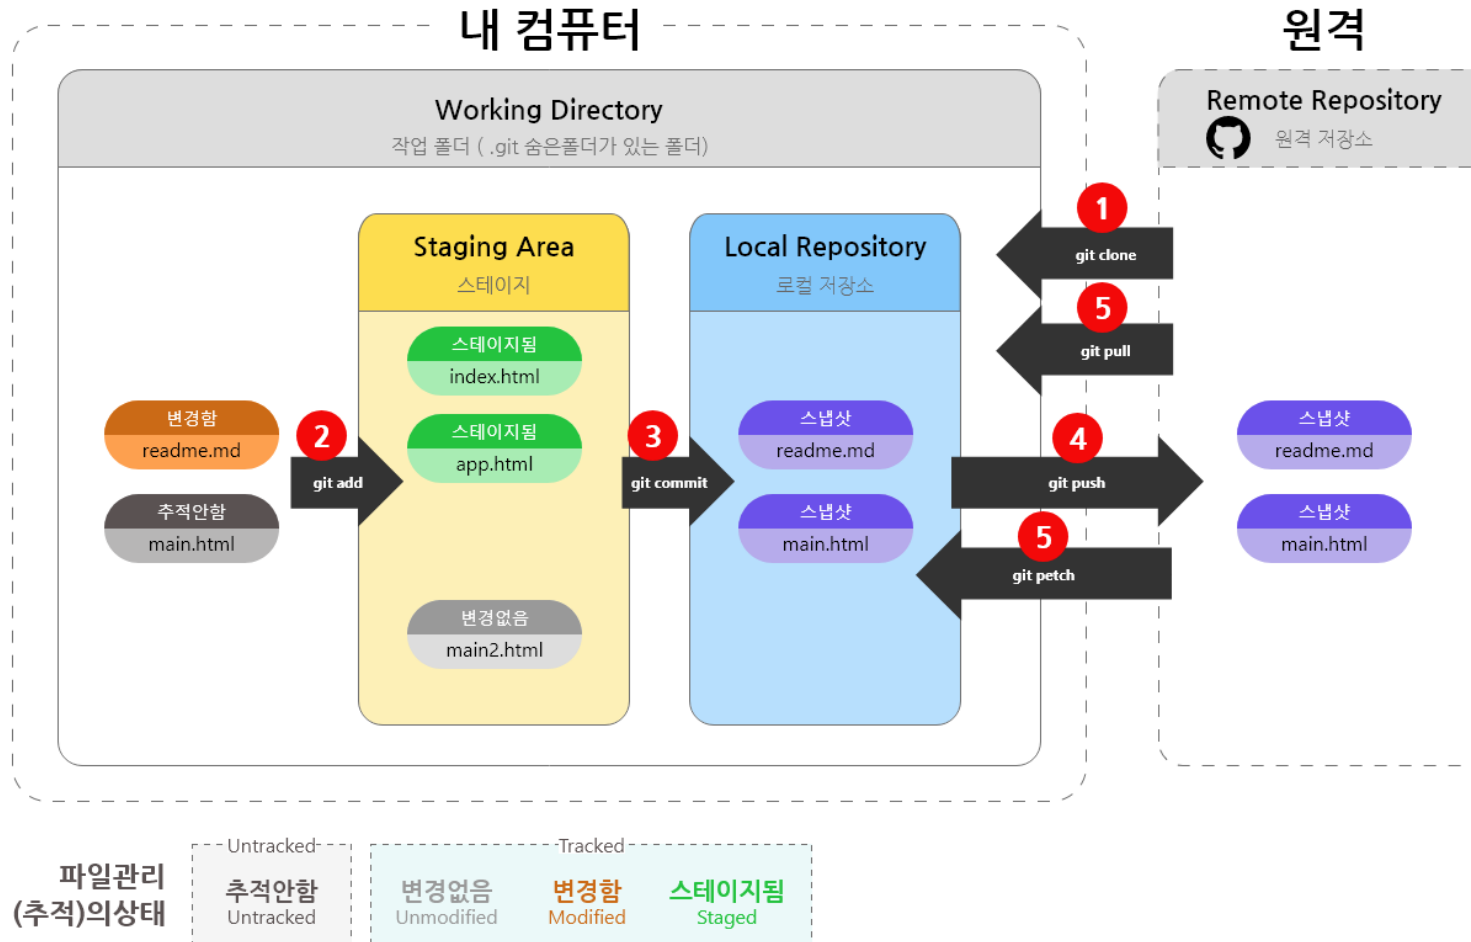 내 컴퓨터
원격
Working Directory
작업 폴더 ( .git 숨은폴더가 있는 폴더)
Remote Repository
원격 저장소
Staging Area
스테이지
Local Repository
로컬 저장소
1
git clone
5
git pull
스테이지됨
index.html
변경함
readme.md
2
git add
스테이지됨
app.html
3
git commit
스냅샷
readme.md
4
git push
스냅샷
readme.md
추적안함
main.html
스냅샷
main.html
5
git petch
스냅샷
main.html
변경없음
main2.html
파일관리
(추적)의상태
Untracked
추적안함
Untracked
Tracked
변경없음
Unmodified
변경함
Modified
스테이지됨
Staged